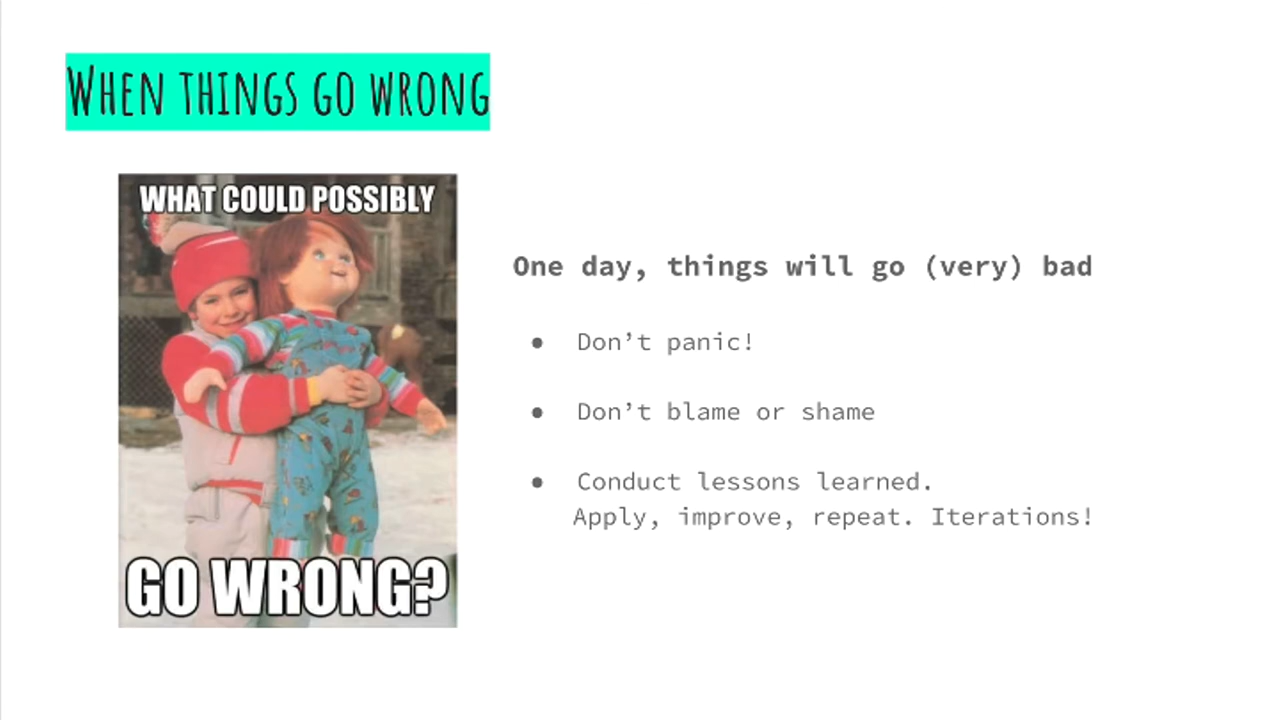 When things go wrong
WHAT COULD POSSIBLY
GO WRONG?
One day, things will go (very) bad
● Don’t panic!
● Don’t blame or shame
● Conduct lessons learned.
Apply, improve, repeat. Iterations!